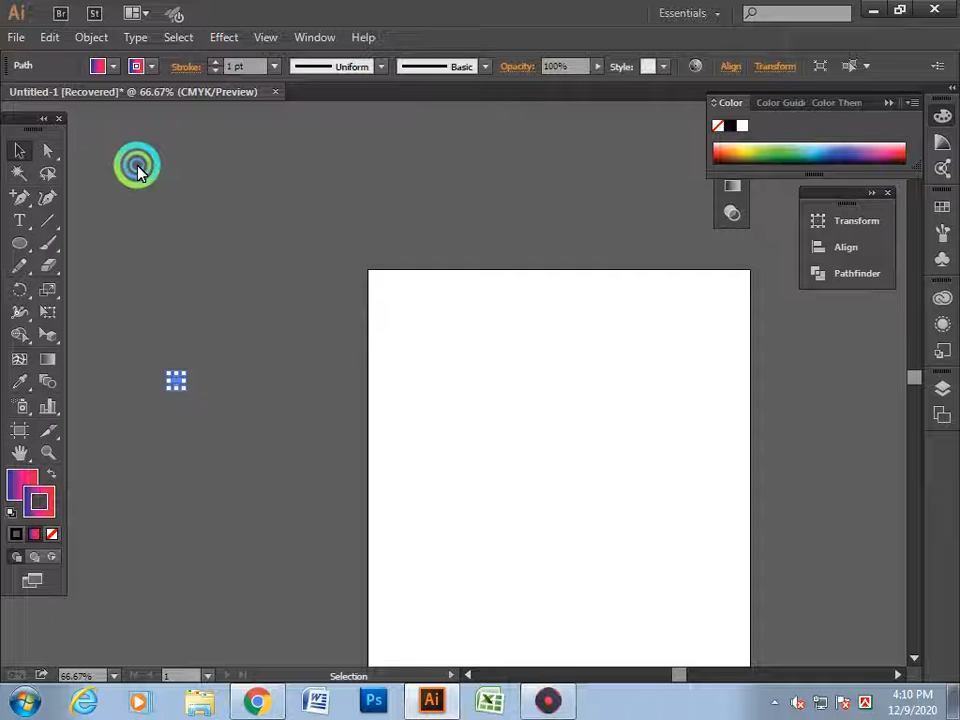 Ai Br St Essentials
File Edit Object Type Select Effect View Window Help
Path Stroke: 1 pt Uniform Basic Opacity: 100% Style: Align Transform
Untitled-1 [Recovered]* @ 66.67% (CMYK/Preview)
Color Color Guid Color Them
Transform
Align
Pathfinder
T
66.67% 1 Selection
W Ps Ai
4:10 PM
12/9/2020